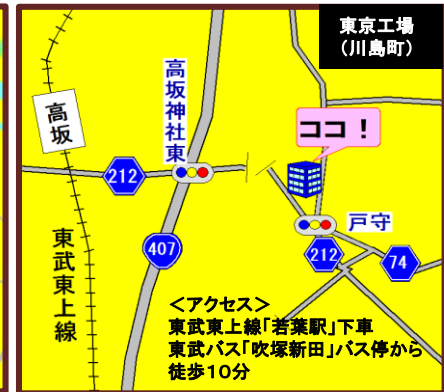 東京工場
（川島町）
高坂神社東
ココ！
高坂
212
戸守
407
212
74
東武東上線
＜アクセス＞
東武東上線「若葉駅」下車
東武バス「吹塚新田」バス停から
徒歩１０分